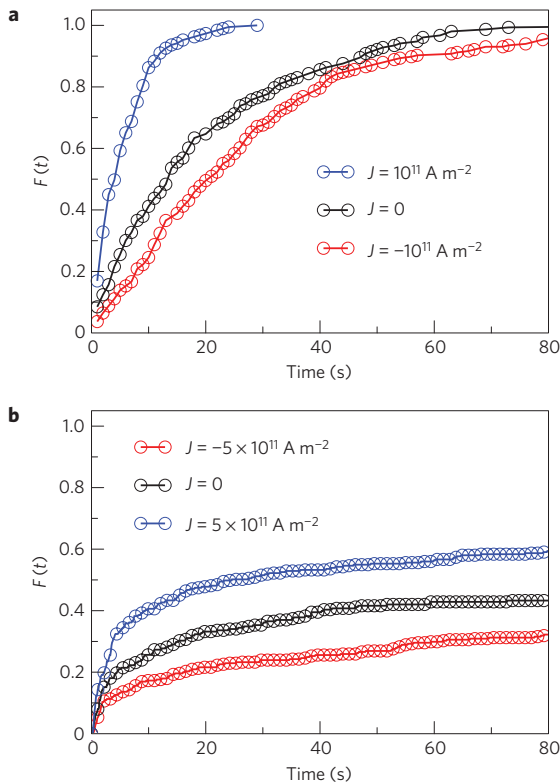 a
1.0
0.8
0.6
0.4
0.2
0
F (t)
J = 10¹¹ A m⁻²
J = 0
J = −10¹¹ A m⁻²
0 20 40 60 80
Time (s)
b
1.0
0.8
0.6
0.4
0.2
0
F (t)
J = −5 × 10¹¹ A m⁻²
J = 0
J = 5 × 10¹¹ A m⁻²
0 20 40 60 80
Time (s)